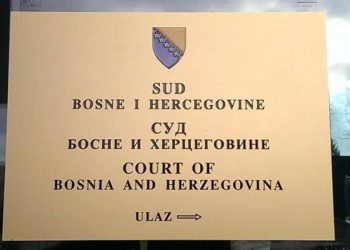 SUD
BOSNE I HERCEGOVINE
СУД
БОСНЕ И ХЕРЦЕГОВИНЕ
COURT OF
BOSNIA AND HERZEGOVINA
ULAZ ⇨